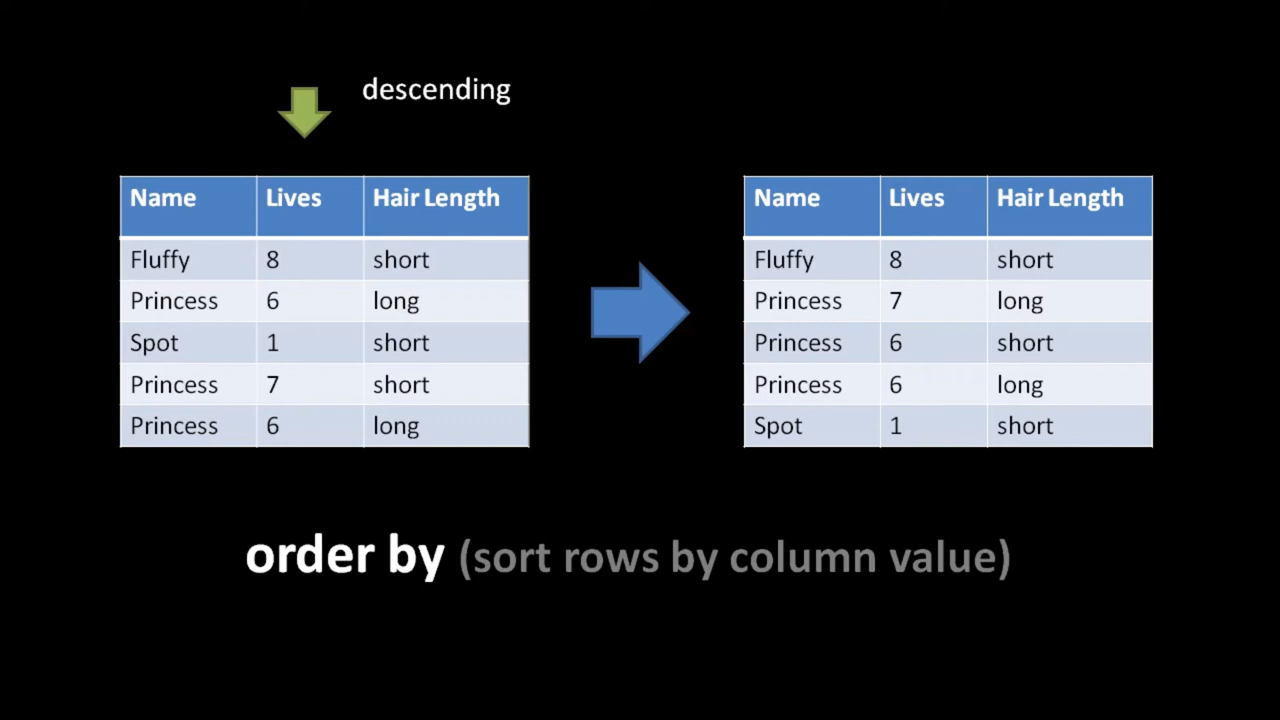 descending
Name Lives Hair Length
Fluffy 8 short
Princess 6 long
Spot 1 short
Princess 7 short
Princess 6 long
Name Lives Hair Length
Fluffy 8 short
Princess 7 long
Princess 6 short
Princess 6 long
Spot 1 short
order by (sort rows by column value)